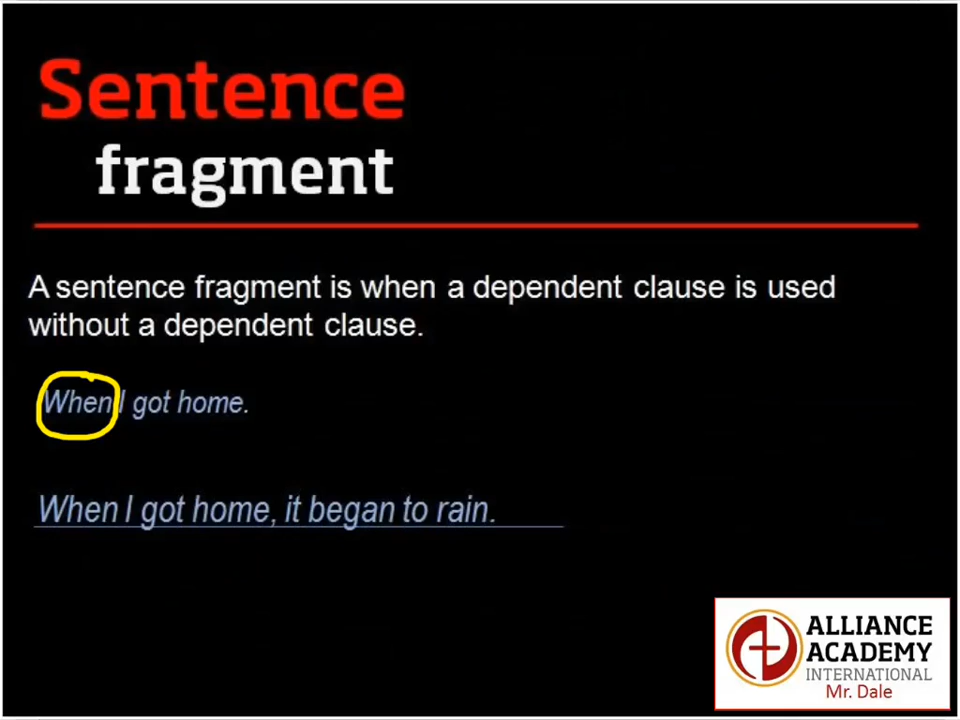 Sentence
fragment
A sentence fragment is when a dependent clause is used
without a dependent clause.
When I got home.
When I got home, it began to rain.
ALLIANCE
ACADEMY
INTERNATIONAL
Mr. Dale